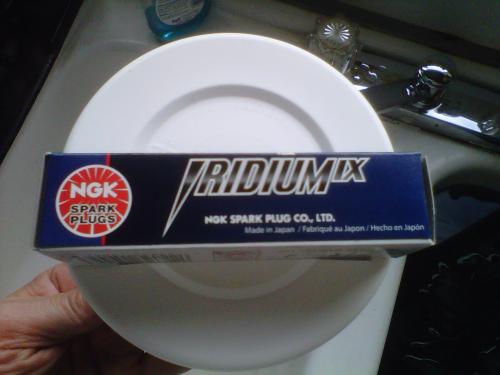 NGK
SPARK
PLUGS
IRIDIUM IX
NGK SPARK PLUG CO., LTD.
Made in Japan / Fabriqué au Japon / Hecho en Japón